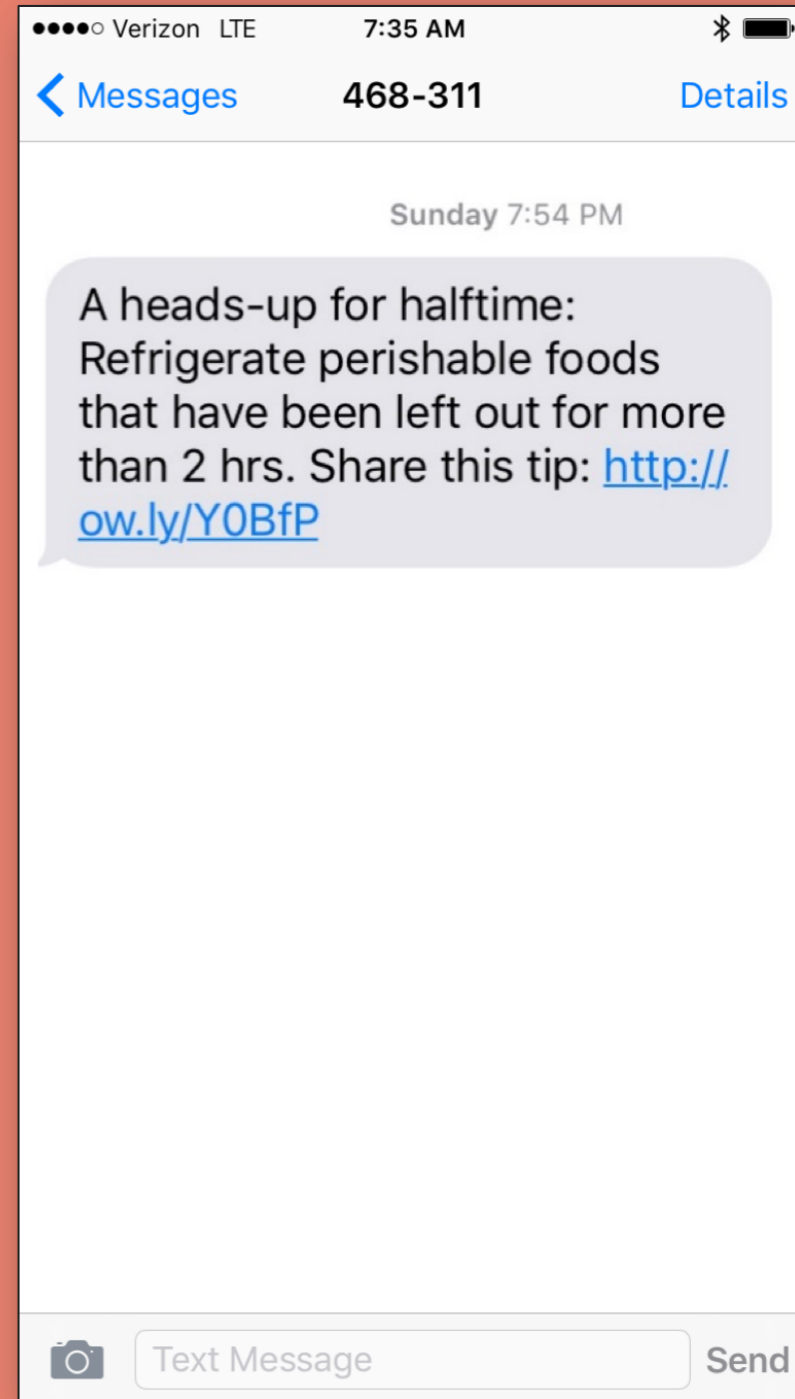 Verizon LTE 7:35 AM
Messages 468-311 Details
Sunday 7:54 PM
A heads-up for halftime:
Refrigerate perishable foods
that have been left out for more
than 2 hrs. Share this tip: http://
ow.ly/Y0BfP
Text Message Send